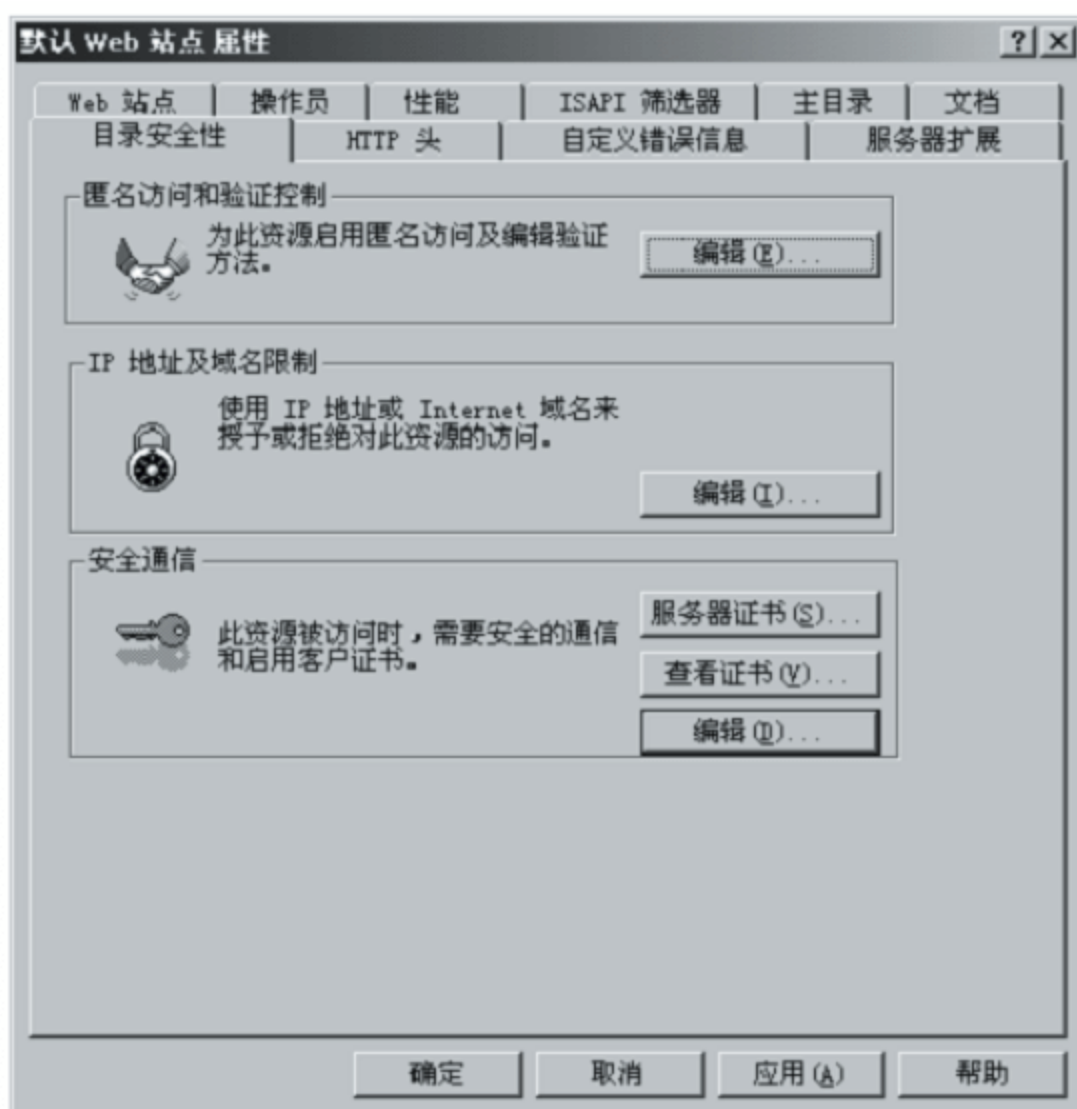 默认 Web 站点 属性
Web 站点 操作员 性能 ISAPI 筛选器 主目录 文档
目录安全性 HTTP 头 自定义错误信息 服务器扩展
匿名访问和验证控制
为此资源启用匿名访问及编辑验证
方法。
编辑(E)...
IP 地址及域名限制
使用 IP 地址或 Internet 域名来
授予或拒绝对此资源的访问。
编辑(I)...
安全通信
此资源被访问时，需要安全的通信
和启用客户证书。
服务器证书(S)...
查看证书(V)...
编辑(D)...
确定 取消 应用(A) 帮助